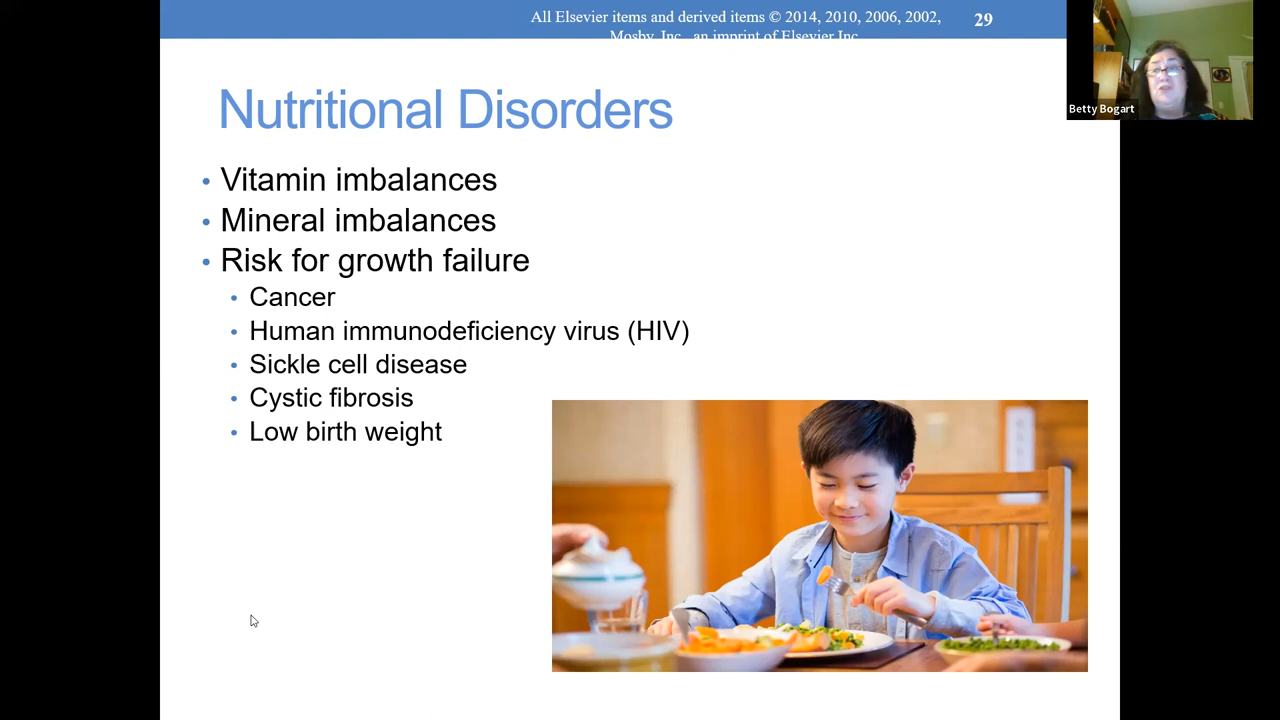 All Elsevier items and derived items © 2014, 2010, 2006, 2002,
Mosby, Inc., an imprint of Elsevier Inc.
29
Betty Bogart
Nutritional Disorders
• Vitamin imbalances
• Mineral imbalances
• Risk for growth failure
• Cancer
• Human immunodeficiency virus (HIV)
• Sickle cell disease
• Cystic fibrosis
• Low birth weight